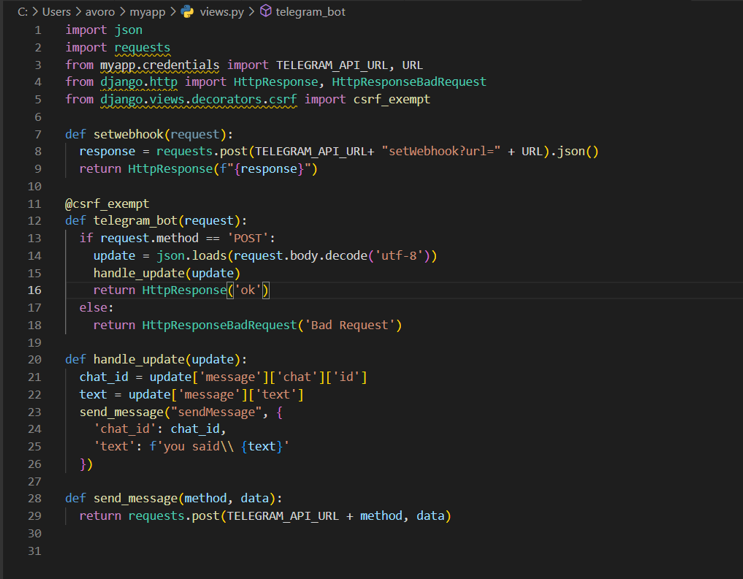 C: > Users > avoro > myapp > views.py > telegram_bot
1 import json
2 import requests
3 from myapp.credentials import TELEGRAM_API_URL, URL
4 from django.http import HttpResponse, HttpResponseBadRequest
5 from django.views.decorators.csrf import csrf_exempt
6
7 def setwebhook(request):
8   response = requests.post(TELEGRAM_API_URL+ "setWebhook?url=" + URL).json()
9   return HttpResponse(f"{response}")
10
11 @csrf_exempt
12 def telegram_bot(request):
13   if request.method == 'POST':
14     update = json.loads(request.body.decode('utf-8'))
15     handle_update(update)
16     return HttpResponse('ok')
17   else:
18     return HttpResponseBadRequest('Bad Request')
19
20 def handle_update(update):
21   chat_id = update['message']['chat']['id']
22   text = update['message']['text']
23   send_message("sendMessage", {
24     'chat_id': chat_id,
25     'text': f'you said\\ {text}'
26   })
27
28 def send_message(method, data):
29   return requests.post(TELEGRAM_API_URL + method, data)
30
31